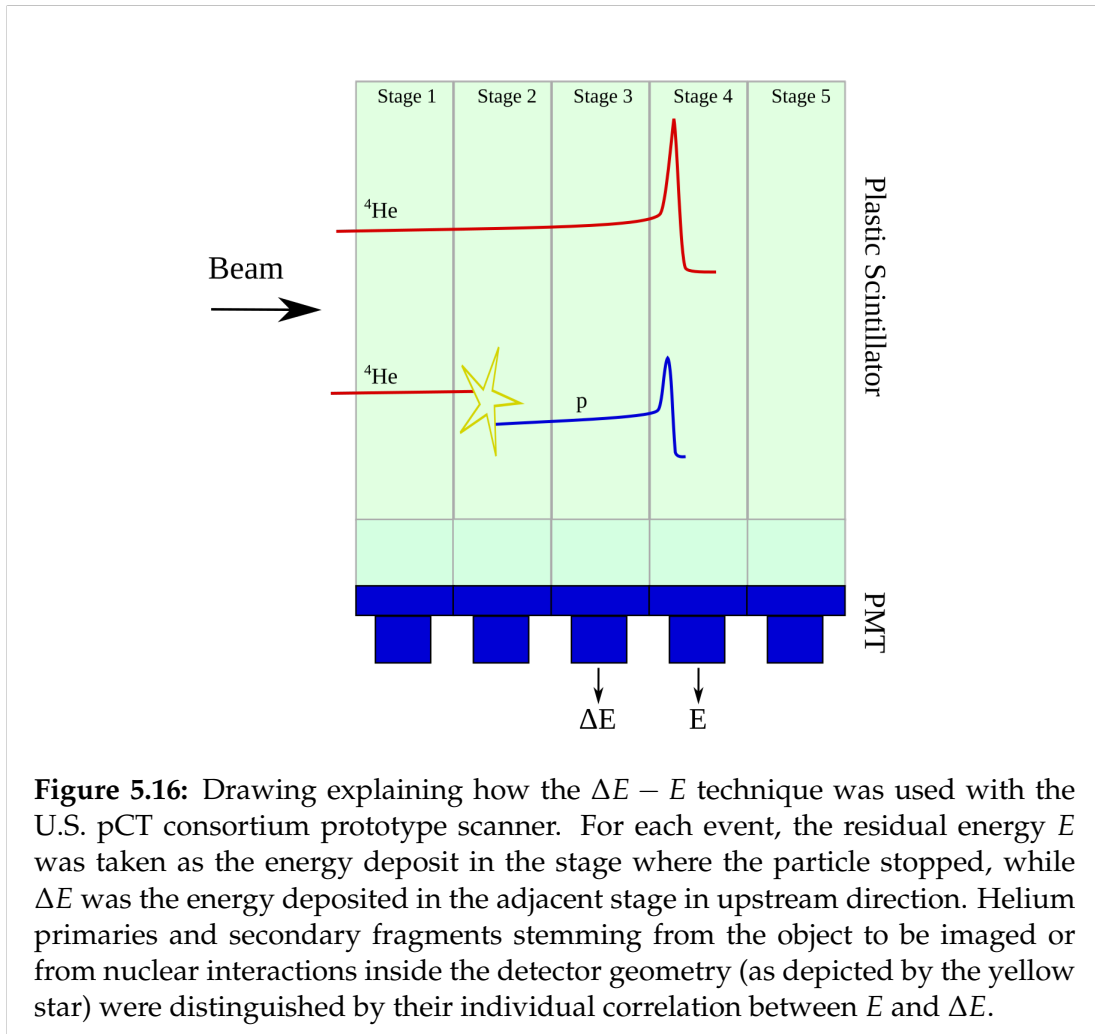 Stage 1 Stage 2 Stage 3 Stage 4 Stage 5
⁴He
Beam
Plastic Scintillator
⁴He
p
PMT
ΔE E
Figure 5.16: Drawing explaining how the ΔE − E technique was used with the
U.S. pCT consortium prototype scanner. For each event, the residual energy E
was taken as the energy deposit in the stage where the particle stopped, while
ΔE was the energy deposited in the adjacent stage in upstream direction. Helium
primaries and secondary fragments stemming from the object to be imaged or
from nuclear interactions inside the detector geometry (as depicted by the yellow
star) were distinguished by their individual correlation between E and ΔE.